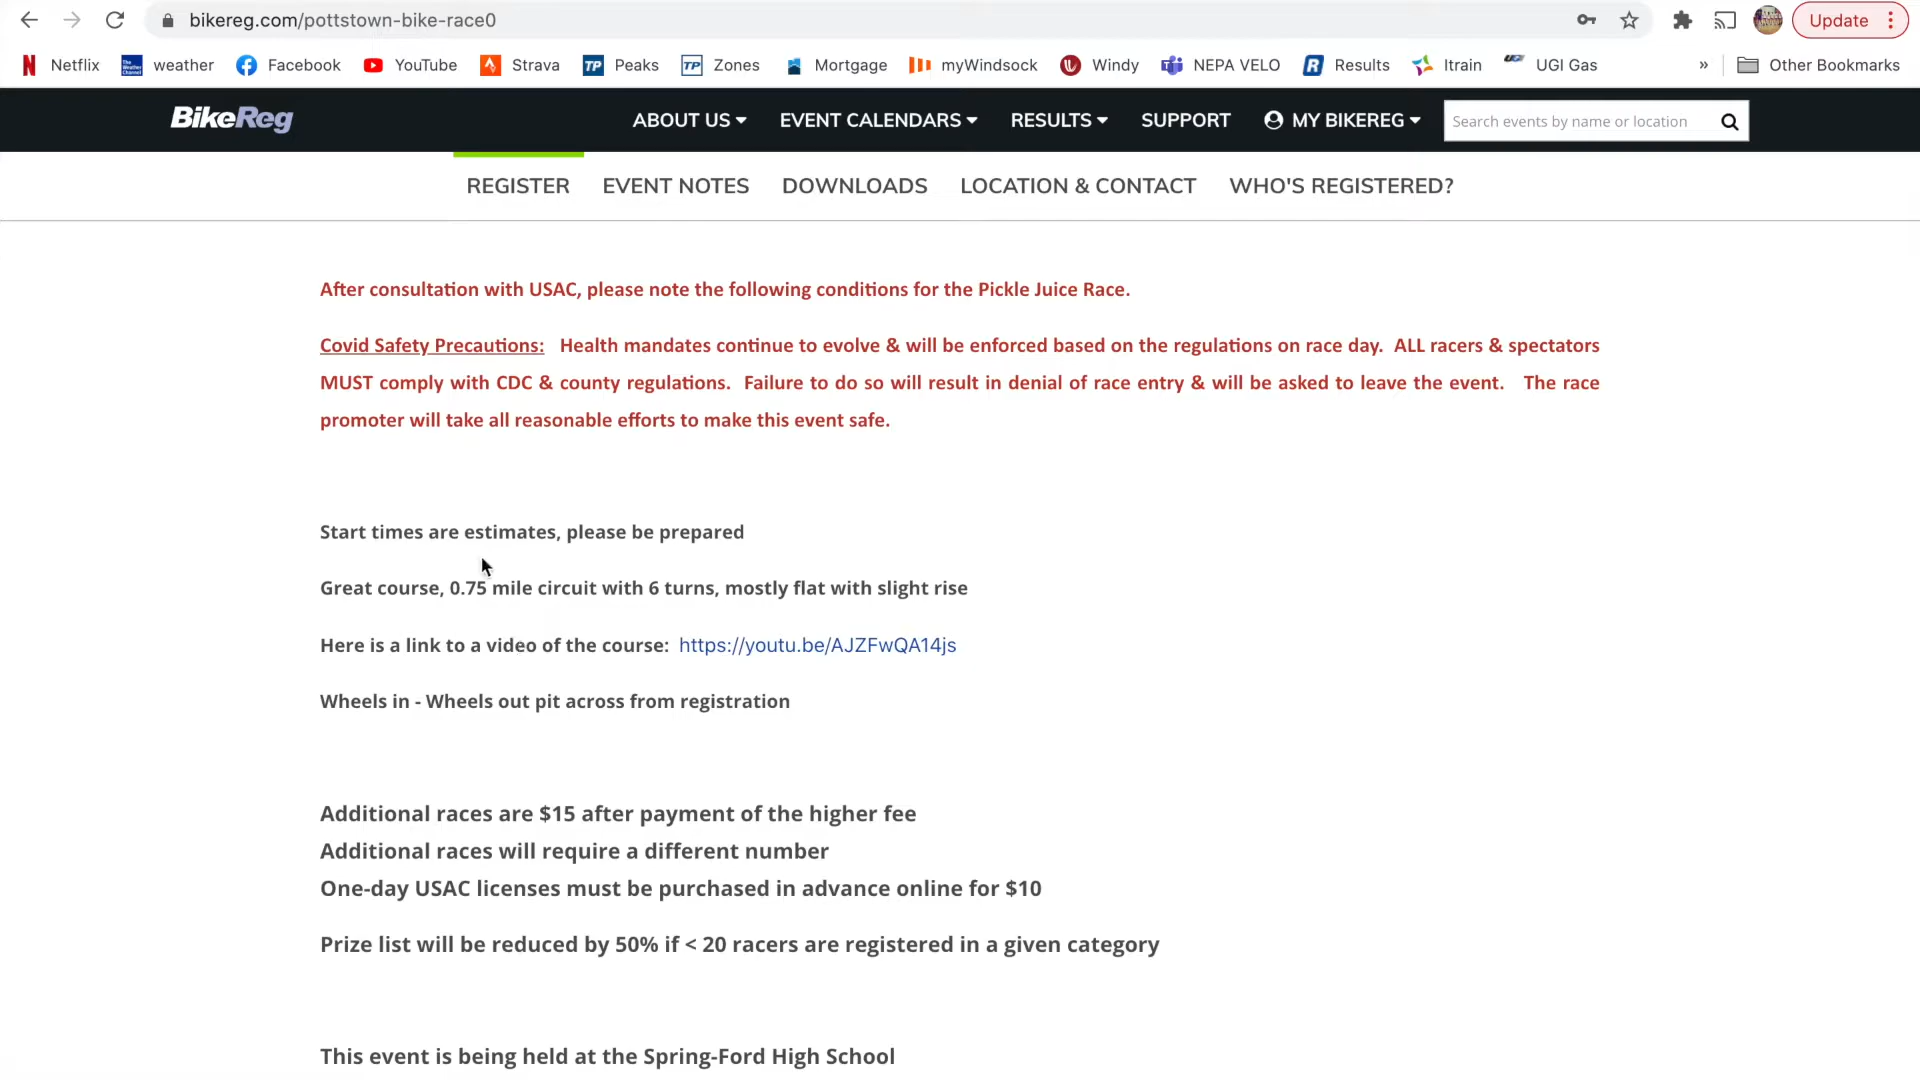 bikereg.com/pottstown-bike-race0
Update
Netflix weather Facebook YouTube Strava Peaks Zones Mortgage myWindsock Windy NEPA VELO Results Itrain UGI Gas » Other Bookmarks
BikeReg ABOUT US EVENT CALENDARS RESULTS SUPPORT MY BIKEREG Search events by name or location
REGISTER EVENT NOTES DOWNLOADS LOCATION & CONTACT WHO'S REGISTERED?
After consultation with USAC, please note the following conditions for the Pickle Juice Race.
Covid Safety Precautions: Health mandates continue to evolve & will be enforced based on the regulations on race day. ALL racers & spectators
MUST comply with CDC & county regulations. Failure to do so will result in denial of race entry & will be asked to leave the event. The race
promoter will take all reasonable efforts to make this event safe.
Start times are estimates, please be prepared
Great course, 0.75 mile circuit with 6 turns, mostly flat with slight rise
Here is a link to a video of the course: https://youtu.be/AJZFwQA14js
Wheels in - Wheels out pit across from registration
Additional races are $15 after payment of the higher fee
Additional races will require a different number
One-day USAC licenses must be purchased in advance online for $10
Prize list will be reduced by 50% if < 20 racers are registered in a given category
This event is being held at the Spring-Ford High School